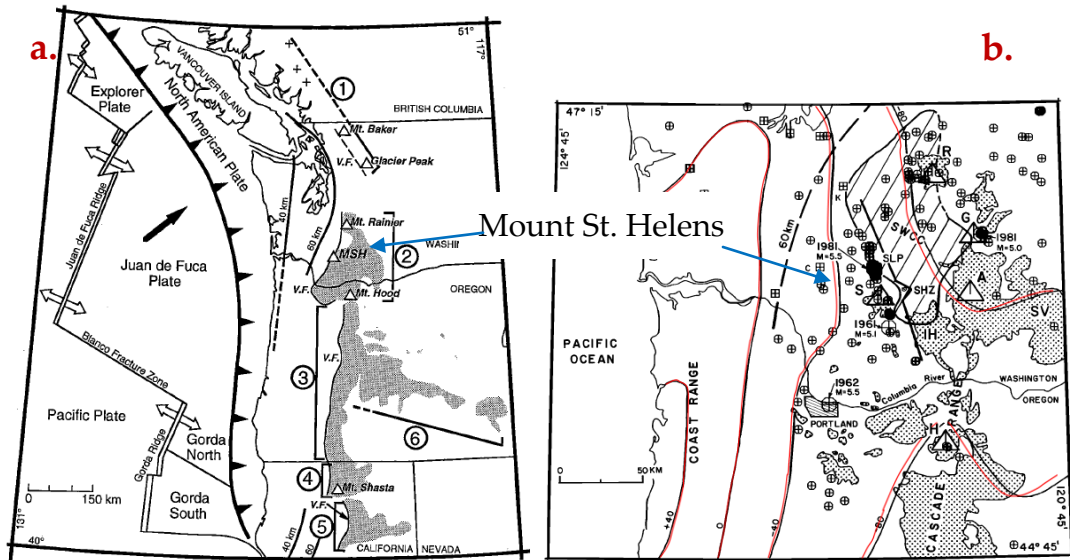 a.
51°
117°
VANCOUVER ISLAND
North American Plate
Explorer
Plate
1
BRITISH COLUMBIA
Mt. Baker
V.F.
Glacier Peak
Juan de Fuca Ridge
40 km
60 km
Mt. Rainier
WASHI
2
MSH
Juan de Fuca
Plate
V.F.
Mt. Hood
OREGON
V.F.
3
Blanco Fracture Zone
6
Pacific Plate
Gorda Ridge
Gorda
North
4
Mt. Shasta
0 150 km
Gorda
South
V.F.
5
40 km
60
131°
40°
CALIFORNIA
NEVADA
Mount St. Helens
b.
47° 15'
124° 45'
-80
R
K
60 km
SWCC
G
1981
M=5.0
1981
M=5.5
SLP
C
S
SHZ
A
SV
1961
M=5.1
IH
PACIFIC
OCEAN
COAST RANGE
1962
M=5.5
Columbia River
WASHINGTON
OREGON
PORTLAND
0 50 KM
H
CASCADE RANGE
+40
0
-40
-80
120° 45'
44° 45'